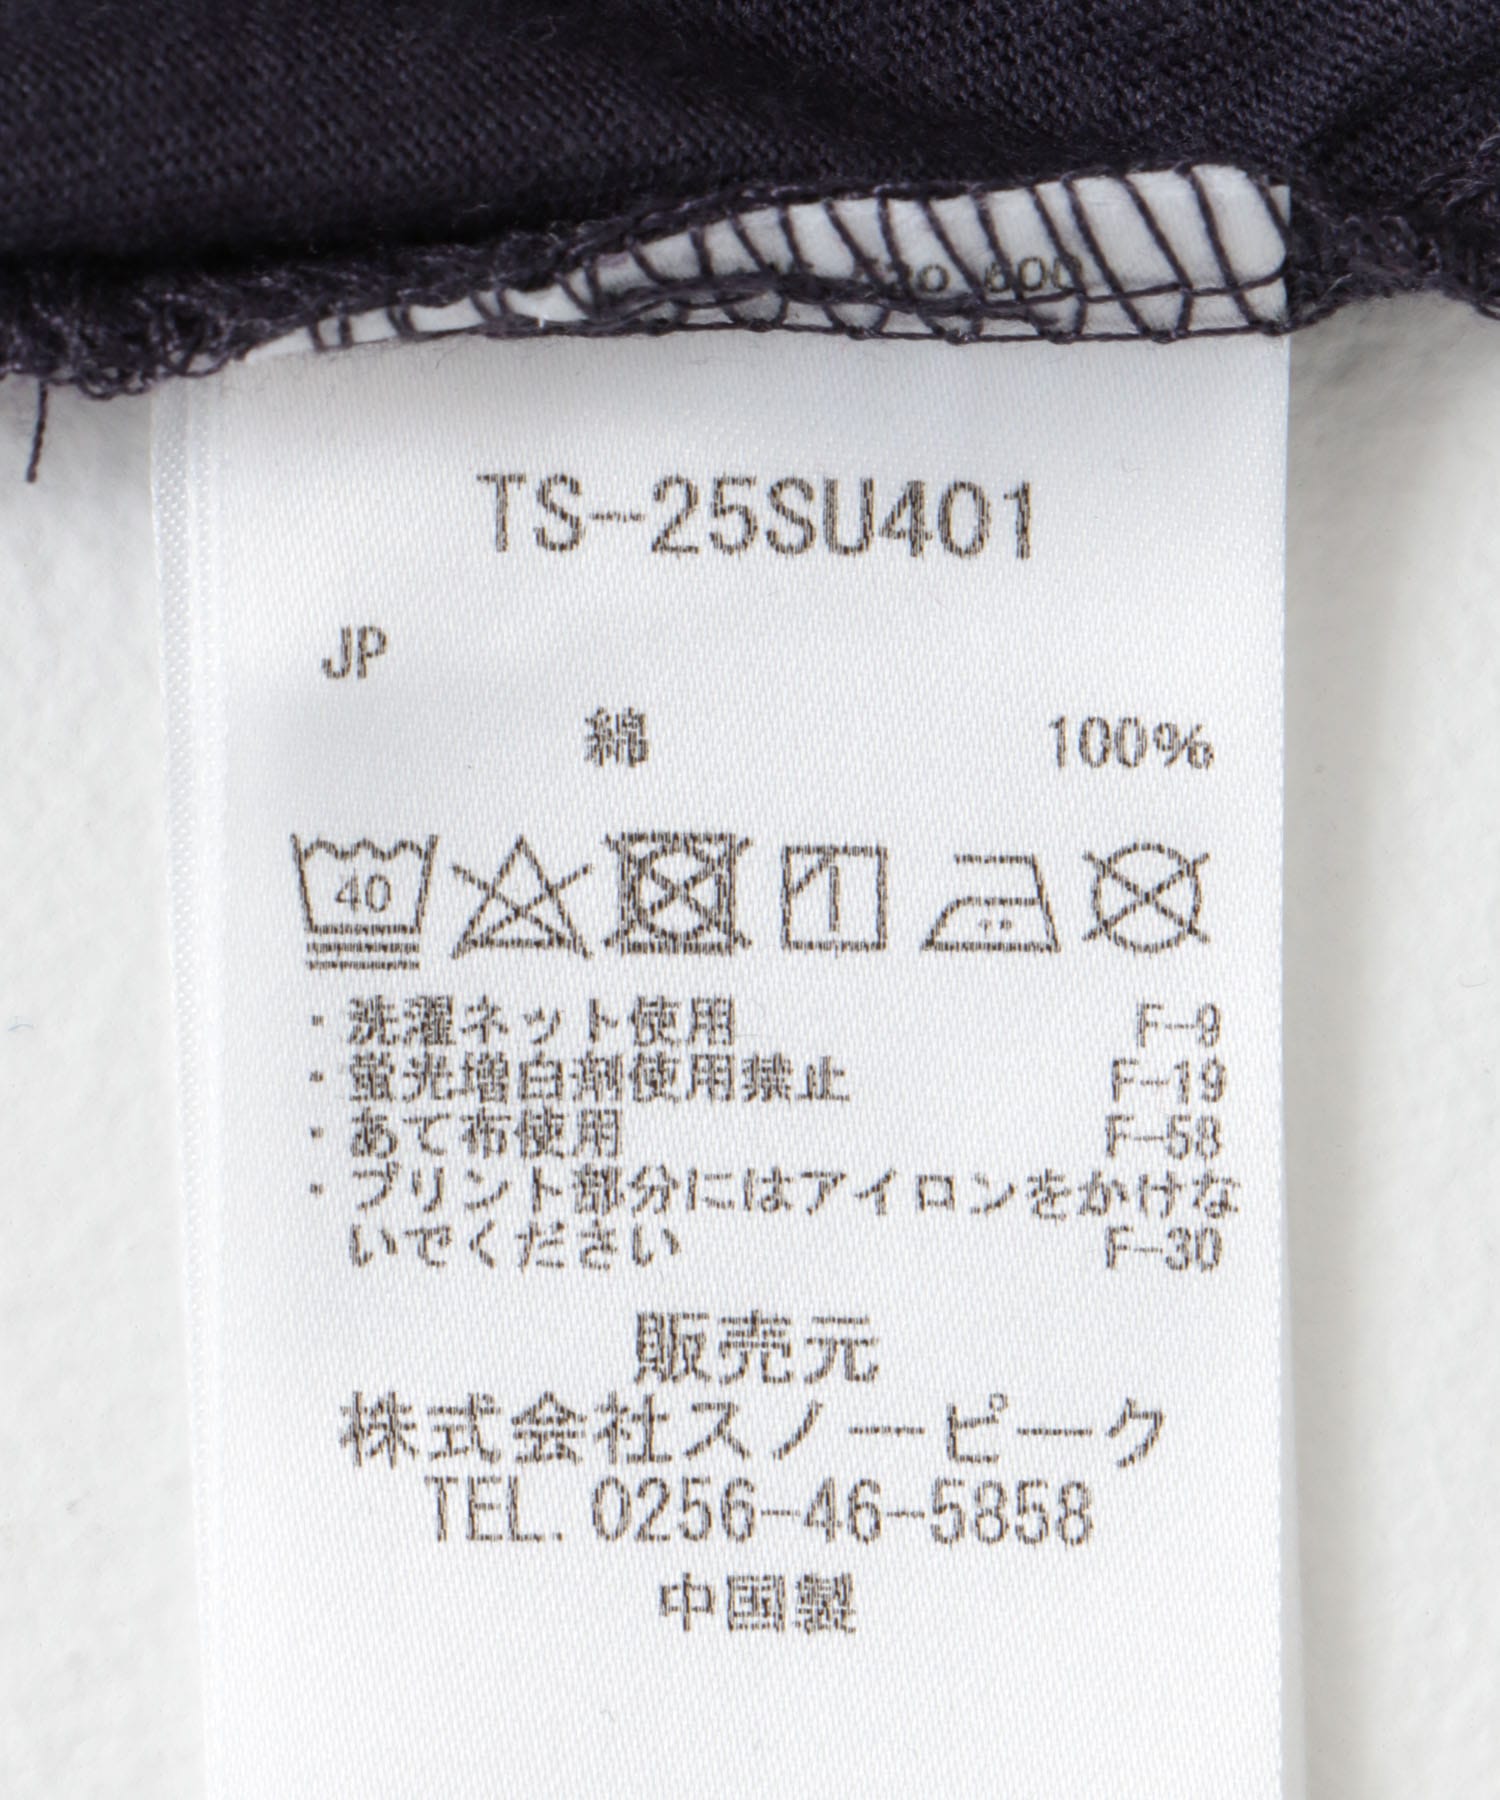 TS-25SU401
JP
綿 100%
40
・洗濯ネット使用 F-9
・蛍光増白剤使用禁止 F-19
・あて布使用 F-58
・プリント部分にはアイロンをかけな
いでください F-30
販売元
株式会社スノーピーク
TEL. 0256-46-5858
中国製